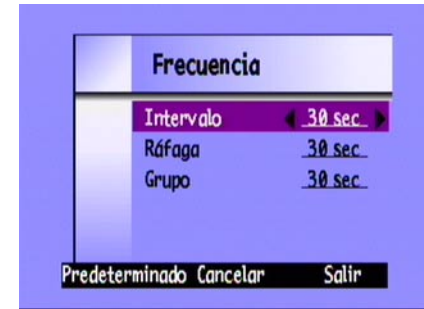 Frecuencia
Intervalo 30 sec
Ráfaga 30 sec
Grupo 30 sec
Predeterminado Cancelar Salir